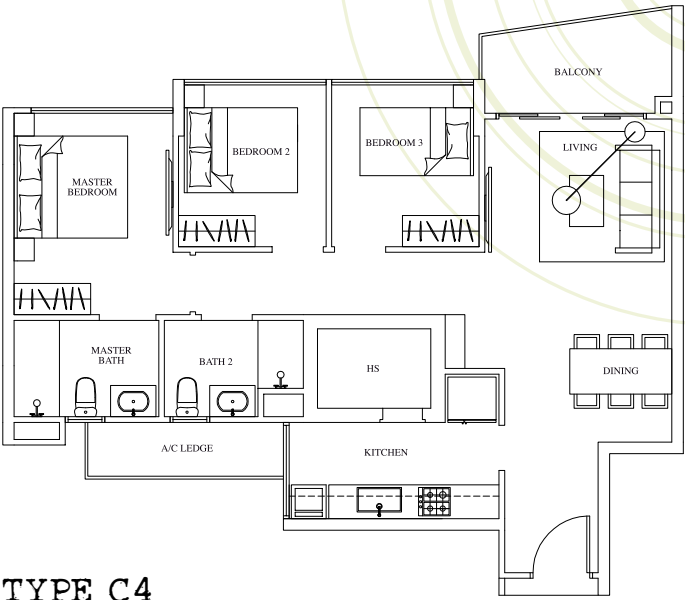 BALCONY
LIVING
BEDROOM 2
BEDROOM 3
MASTER
BEDROOM
MASTER
BATH
BATH 2
HS
DINING
A/C LEDGE
KITCHEN
TYPE C4